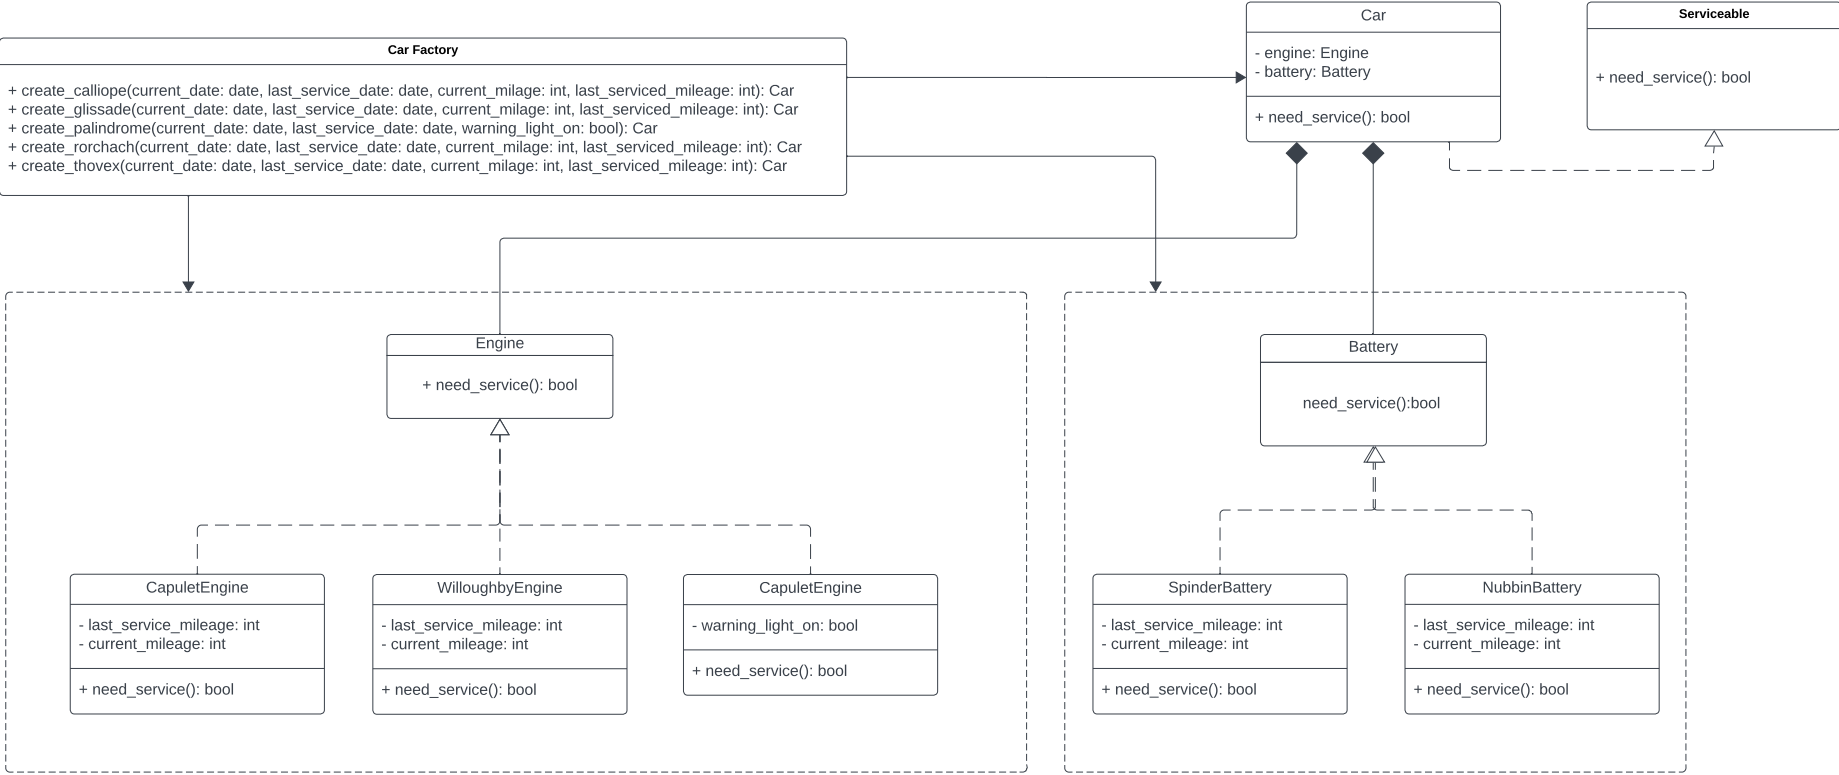 Car Factory
+ create_calliope(current_date: date, last_service_date: date, current_milage: int, last_serviced_mileage: int): Car
+ create_glissade(current_date: date, last_service_date: date, current_milage: int, last_serviced_mileage: int): Car
+ create_palindrome(current_date: date, last_service_date: date, warning_light_on: bool): Car
+ create_rorchach(current_date: date, last_service_date: date, current_milage: int, last_serviced_mileage: int): Car
+ create_thovex(current_date: date, last_service_date: date, current_milage: int, last_serviced_mileage: int): Car
Car
- engine: Engine
- battery: Battery
+ need_service(): bool
Serviceable
+ need_service(): bool
Engine
+ need_service(): bool
Battery
need_service():bool
CapuletEngine
- last_service_mileage: int
- current_mileage: int
+ need_service(): bool
WilloughbyEngine
- last_service_mileage: int
- current_mileage: int
+ need_service(): bool
CapuletEngine
- warning_light_on: bool
+ need_service(): bool
SpinderBattery
- last_service_mileage: int
- current_mileage: int
+ need_service(): bool
NubbinBattery
- last_service_mileage: int
- current_mileage: int
+ need_service(): bool